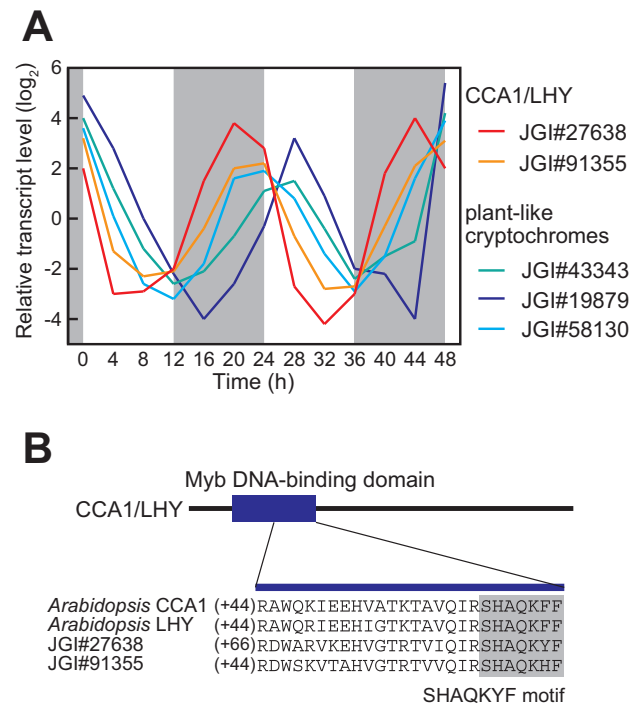 A
Relative transcript level (log2)
6
4
2
0
-2
-4
0 4 8 12 16 20 24 28 32 36 40 44 48
Time (h)
CCA1/LHY
JGI#27638
JGI#91355
plant-like
cryptochromes
JGI#43343
JGI#19879
JGI#58130
B
Myb DNA-binding domain
CCA1/LHY
Arabidopsis CCA1 (+44)RAWQKIEEHVATKTAVQIRSHAQKFF
Arabidopsis LHY (+44)RAWQRIEEHIGTKTAVQIRSHAQKFF
JGI#27638 (+66)RDWARVKEHVGTRTVVQIRSHAQKYF
JGI#91355 (+44)RDWSKVTAHVGTRTVTQIRSHAQKHF
SHAQKYF motif